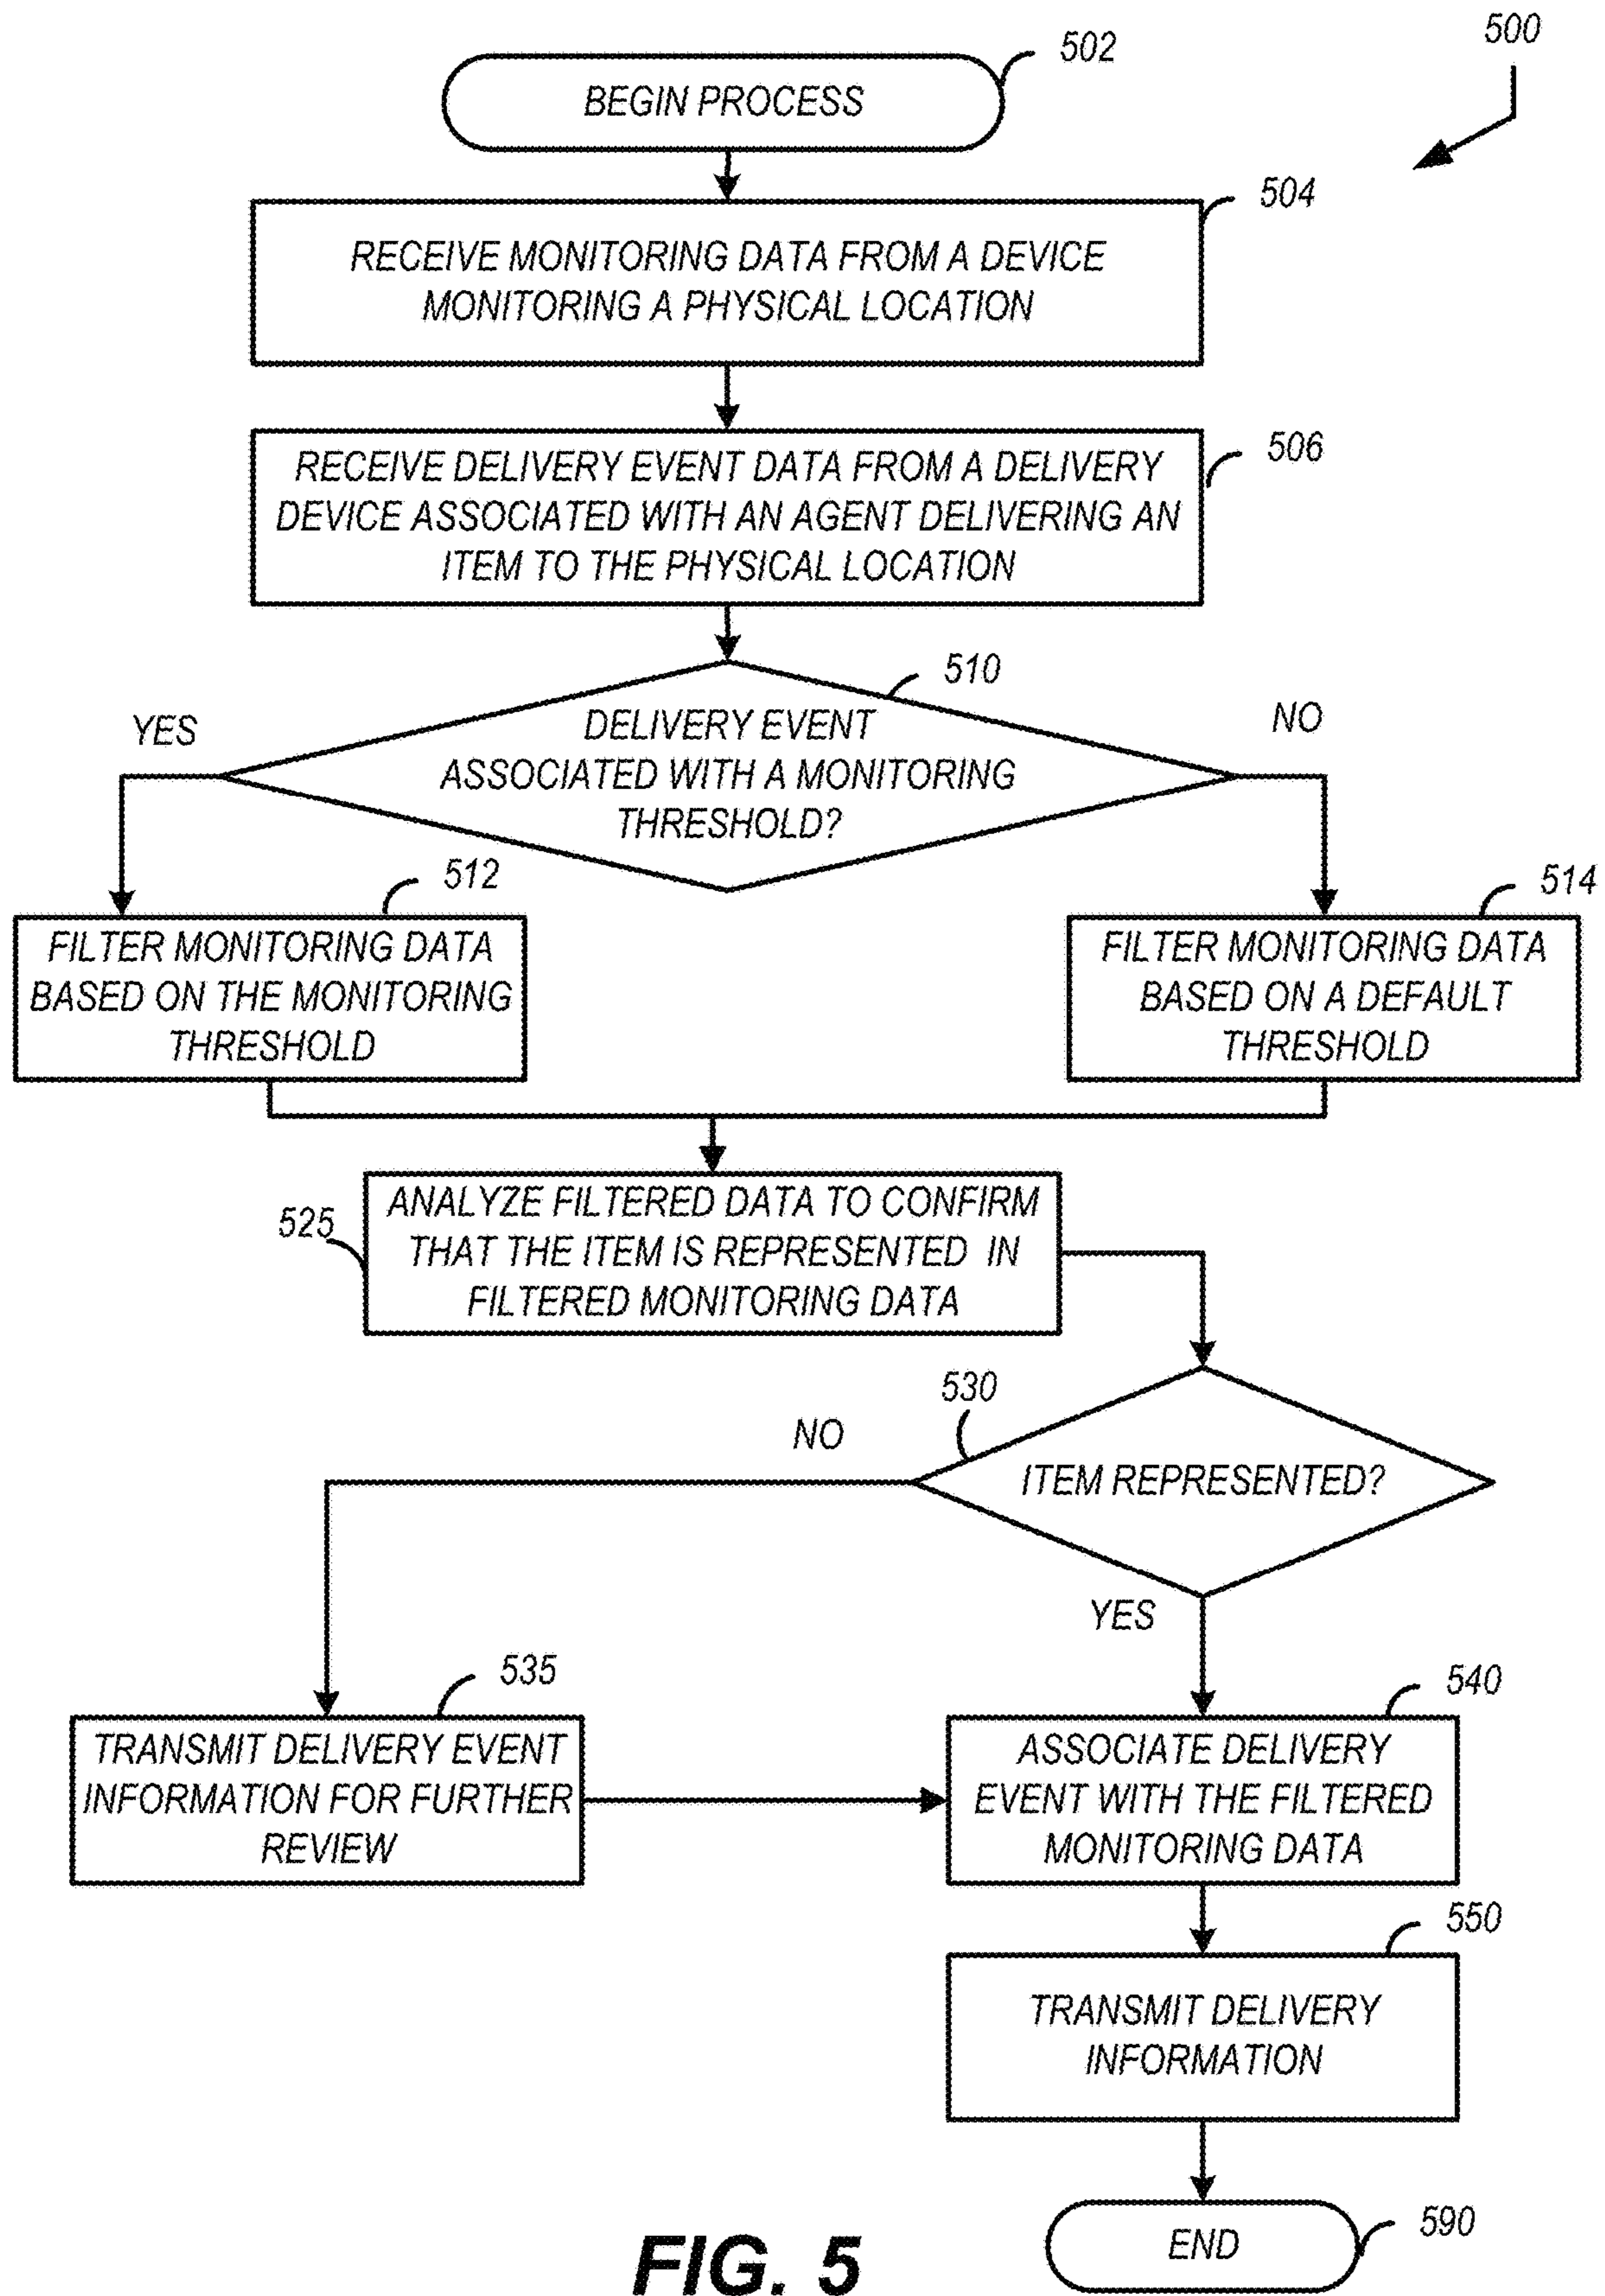 500
502
BEGIN PROCESS
504
RECEIVE MONITORING DATA FROM A DEVICE
MONITORING A PHYSICAL LOCATION
506
RECEIVE DELIVERY EVENT DATA FROM A DELIVERY
DEVICE ASSOCIATED WITH AN AGENT DELIVERING AN
ITEM TO THE PHYSICAL LOCATION
510
DELIVERY EVENT
ASSOCIATED WITH A MONITORING
THRESHOLD?
YES
NO
512
FILTER MONITORING DATA
BASED ON THE MONITORING
THRESHOLD
514
FILTER MONITORING DATA
BASED ON A DEFAULT
THRESHOLD
525
ANALYZE FILTERED DATA TO CONFIRM
THAT THE ITEM IS REPRESENTED IN
FILTERED MONITORING DATA
530
ITEM REPRESENTED?
NO
YES
535
TRANSMIT DELIVERY EVENT
INFORMATION FOR FURTHER
REVIEW
540
ASSOCIATE DELIVERY
EVENT WITH THE FILTERED
MONITORING DATA
550
TRANSMIT DELIVERY
INFORMATION
590
END
FIG. 5